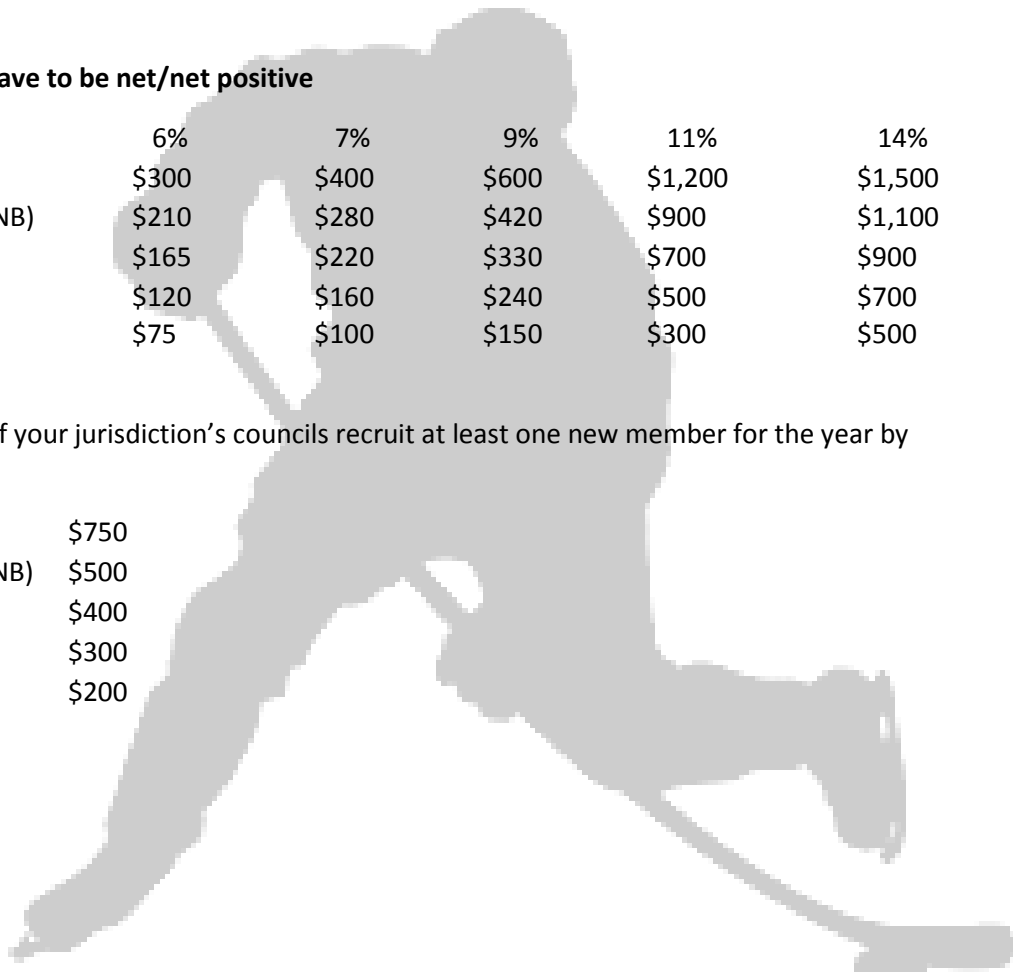 ave to be net/net positive
6% 7% 9% 11% 14%
$300 $400 $600 $1,200 $1,500
NB) $210 $280 $420 $900 $1,100
$165 $220 $330 $700 $900
$120 $160 $240 $500 $700
$75 $100 $150 $300 $500
f your jurisdiction’s councils recruit at least one new member for the year by
$750
NB) $500
$400
$300
$200